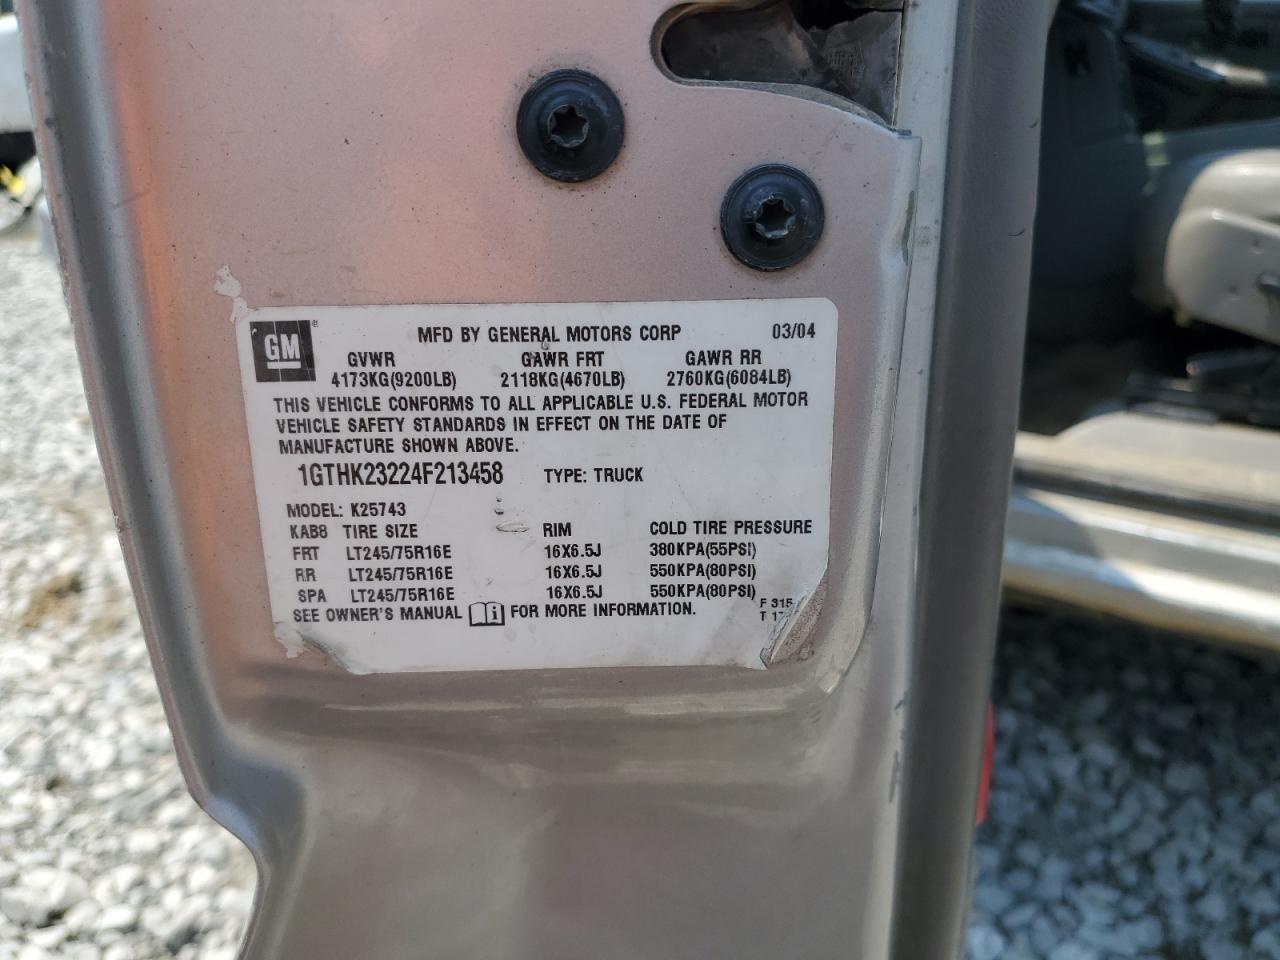 GM ®
MFD BY GENERAL MOTORS CORP 03/04
GVWR GAWR FRT GAWR RR
4173KG(9200LB) 2118KG(4670LB) 2760KG(6084LB)
THIS VEHICLE CONFORMS TO ALL APPLICABLE U.S. FEDERAL MOTOR
VEHICLE SAFETY STANDARDS IN EFFECT ON THE DATE OF
MANUFACTURE SHOWN ABOVE.
1GTHK23224F213458 TYPE: TRUCK
MODEL: K25743
KAB8 TIRE SIZE RIM COLD TIRE PRESSURE
FRT LT245/75R16E 16X6.5J 380KPA(55PSI)
RR LT245/75R16E 16X6.5J 550KPA(80PSI)
SPA LT245/75R16E 16X6.5J 550KPA(80PSI)
SEE OWNER'S MANUAL i FOR MORE INFORMATION.
F 315
T